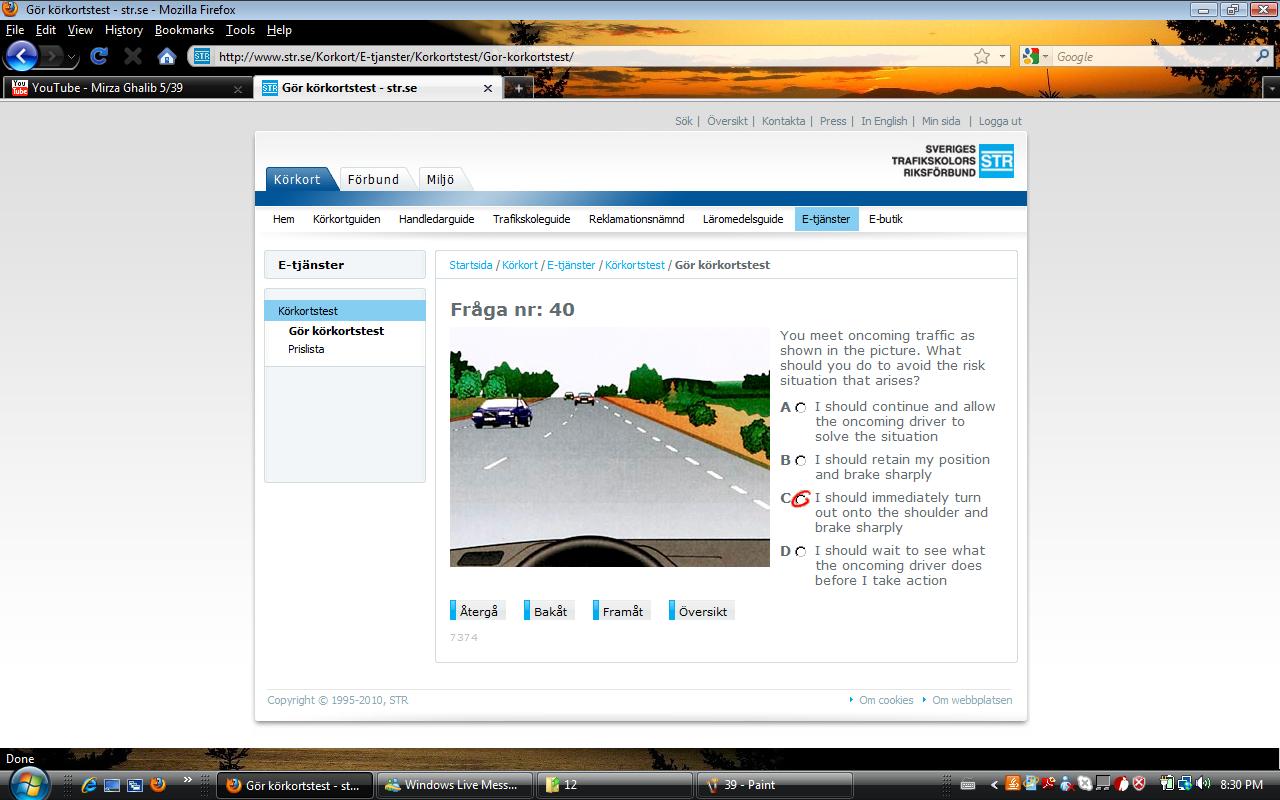 Gör körkortstest - str.se - Mozilla Firefox
File Edit View History Bookmarks Tools Help
STR http://www.str.se/Korkort/E-tjanster/Korkortstest/Gor-korkortstest/
Google
You Tube YouTube - Mirza Ghalib 5/39
STR Gör körkortstest - str.se
Sök | Översikt | Kontakta | Press | In English | Min sida | Logga ut
SVERIGES
TRAFIKSKOLORS
RIKSFÖRBUND
STR
Körkort Förbund Miljö
Hem Körkortguiden Handledarguide Trafikskoleguide Reklamationsnämnd Läromedelsguide E-tjänster E-butik
E-tjänster
Körkortstest
Gör körkortstest
Prislista
Startsida / Körkort / E-tjänster / Körkortstest / Gör körkortstest
Fråga nr: 40
You meet oncoming traffic as
shown in the picture. What
should you do to avoid the risk
situation that arises?
A I should continue and allow
the oncoming driver to
solve the situation
B I should retain my position
and brake sharply
C I should immediately turn
out onto the shoulder and
brake sharply
D I should wait to see what
the oncoming driver does
before I take action
Återgå Bakåt Framåt Översikt
7374
Copyright © 1995-2010, STR
Om cookies Om webbplatsen
Done
Gör körkortstest - st... Windows Live Mess... 12 39 - Paint
8:30 PM